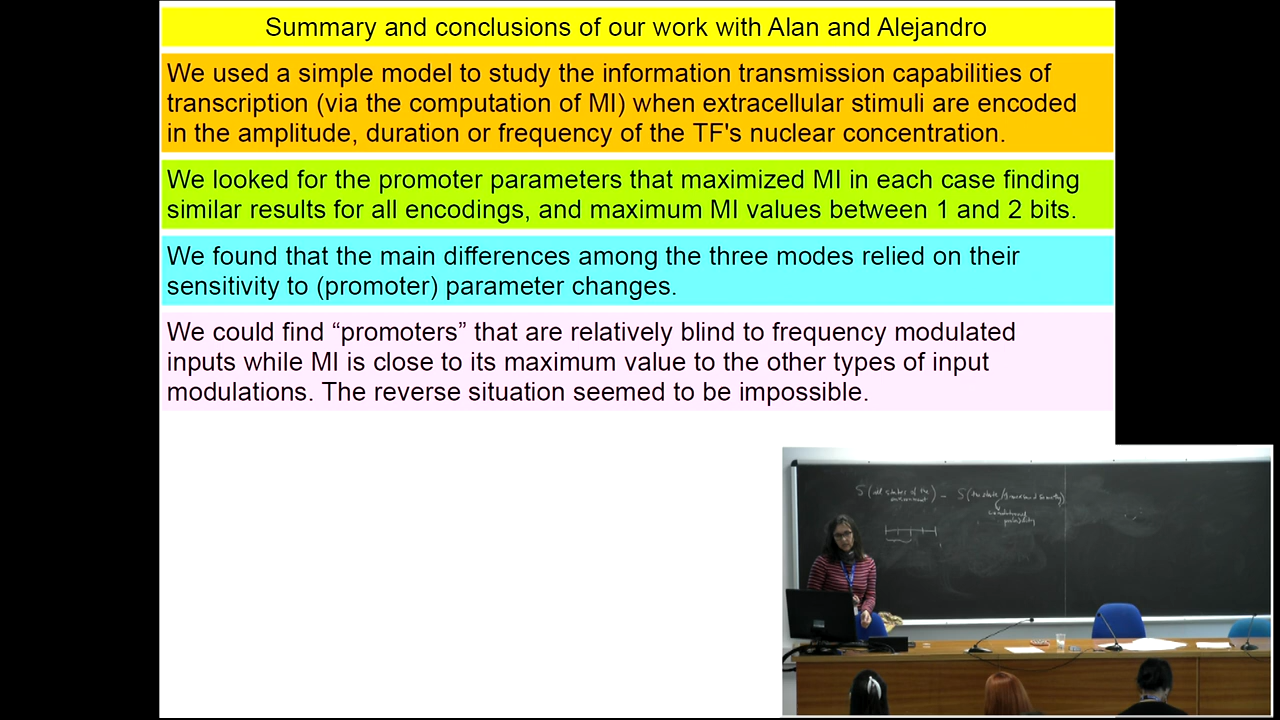 Summary and conclusions of our work with Alan and Alejandro
We used a simple model to study the information transmission capabilities of
transcription (via the computation of MI) when extracellular stimuli are encoded
in the amplitude, duration or frequency of the TF's nuclear concentration.
We looked for the promoter parameters that maximized MI in each case finding
similar results for all encodings, and maximum MI values between 1 and 2 bits.
We found that the main differences among the three modes relied on their
sensitivity to (promoter) parameter changes.
We could find “promoters” that are relatively blind to frequency modulated
inputs while MI is close to its maximum value to the other types of input
modulations. The reverse situation seemed to be impossible.
S (all states of the
environment) - S (